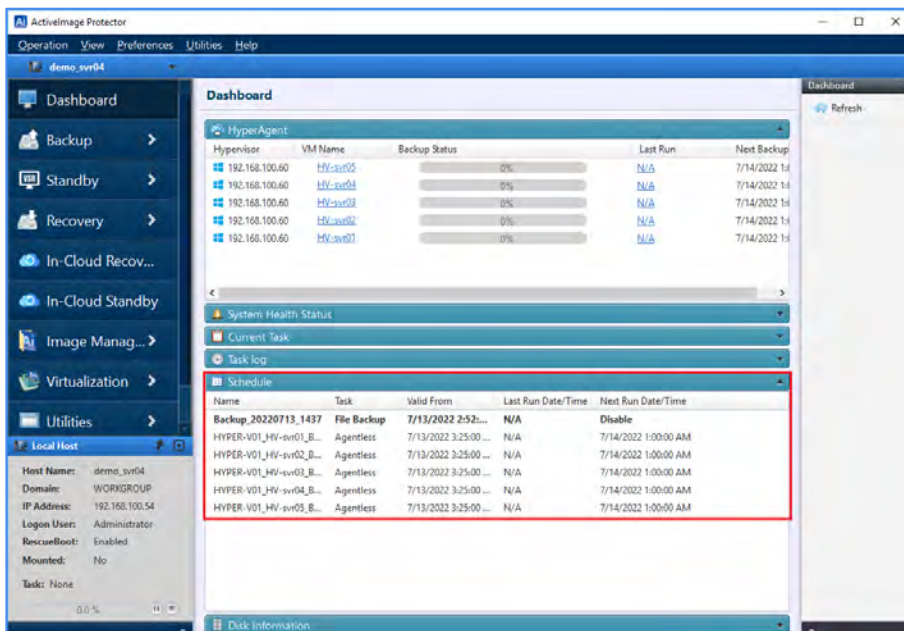 Ai ActiveImage Protector
Operation View Preferences Utilities Help
demo_svr04
Dashboard
Backup
Standby
Recovery
In-Cloud Recov...
In-Cloud Standby
Image Manag...
Virtualization
Utilities
Local Host
Host Name: demo_svr04
Domain: WORKGROUP
IP Address: 192.168.100.54
Logon User: Administrator
RescueBoot: Enabled
Mounted: No
Task: None
0.0 %
Dashboard
HyperAgent
Hypervisor VM Name Backup Status Last Run Next Backup
192.168.100.60 HV-svr05 0% N/A 7/14/2022 1:
192.168.100.60 HV-svr04 0% N/A 7/14/2022 1:
192.168.100.60 HV-svr03 0% N/A 7/14/2022 1:
192.168.100.60 HV-svr02 0% N/A 7/14/2022 1:
192.168.100.60 HV-svr01 0% N/A 7/14/2022 1:
System Health Status
Current Task
Task log
Schedule
Name Task Valid From Last Run Date/Time Next Run Date/Time
Backup_20220713_1437 File Backup 7/13/2022 2:52:... N/A Disable
HYPER-V01_HV-svr01_B... Agentless 7/13/2022 3:25:00 ... N/A 7/14/2022 1:00:00 AM
HYPER-V01_HV-svr02_B... Agentless 7/13/2022 3:25:00 ... N/A 7/14/2022 1:00:00 AM
HYPER-V01_HV-svr03_B... Agentless 7/13/2022 3:25:00 ... N/A 7/14/2022 1:00:00 AM
HYPER-V01_HV-svr04_B... Agentless 7/13/2022 3:25:00 ... N/A 7/14/2022 1:00:00 AM
HYPER-V01_HV-svr05_B... Agentless 7/13/2022 3:25:00 ... N/A 7/14/2022 1:00:00 AM
Disk Information
Dashboard
Refresh